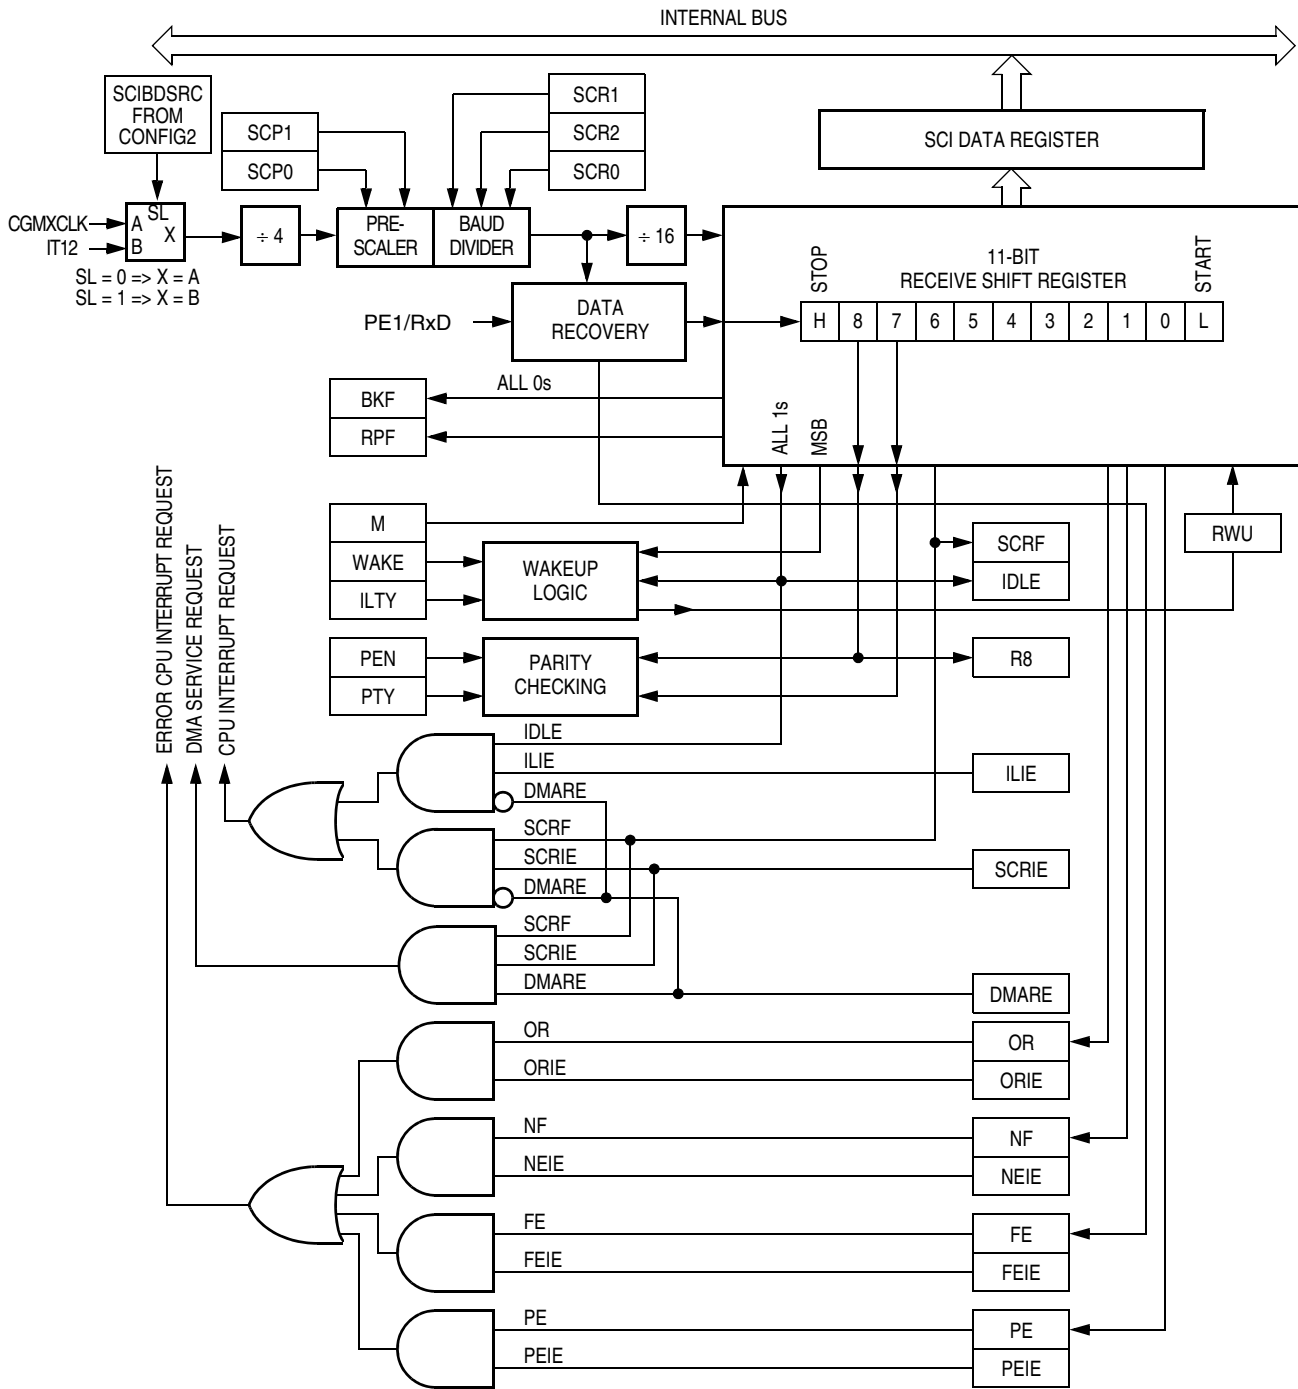 INTERNAL BUS
SCIBDSRC
FROM
CONFIG2
SCP1
SCP0
SCR1
SCR2
SCR0
SCI DATA REGISTER
CGMXCLK
IT12
A
B
SL
X
SL = 0 => X = A
SL = 1 => X = B
÷ 4
PRE-
SCALER
BAUD
DIVIDER
÷ 16
STOP
11-BIT
RECEIVE SHIFT REGISTER
START
H 8 7 6 5 4 3 2 1 0 L
PE1/RxD
DATA
RECOVERY
ALL 0s
BKF
RPF
ALL 1s
MSB
M
WAKE
ILTY
WAKEUP
LOGIC
SCRF
IDLE
RWU
PEN
PTY
PARITY
CHECKING
R8
ERROR CPU INTERRUPT REQUEST
DMA SERVICE REQUEST
CPU INTERRUPT REQUEST
IDLE
ILIE
DMARE
ILIE
SCRF
SCRIE
DMARE
SCRIE
SCRF
SCRIE
DMARE
DMARE
OR
ORIE
OR
ORIE
NF
NEIE
NF
NEIE
FE
FEIE
FE
FEIE
PE
PEIE
PE
PEIE